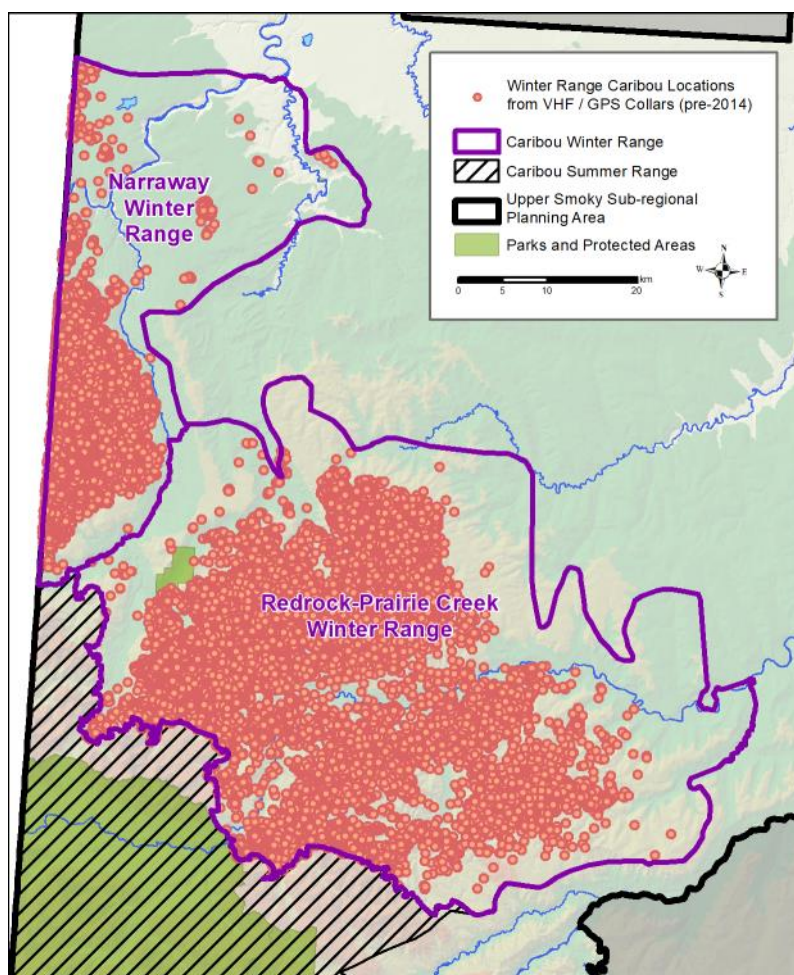 Winter Range Caribou Locations
from VHF / GPS Collars (pre-2014)
Caribou Winter Range
Caribou Summer Range
Upper Smoky Sub-regional
Planning Area
Parks and Protected Areas
N
W E
S
km
0 5 10 20
Narraway
Winter
Range
Redrock-Prairie Creek
Winter Range